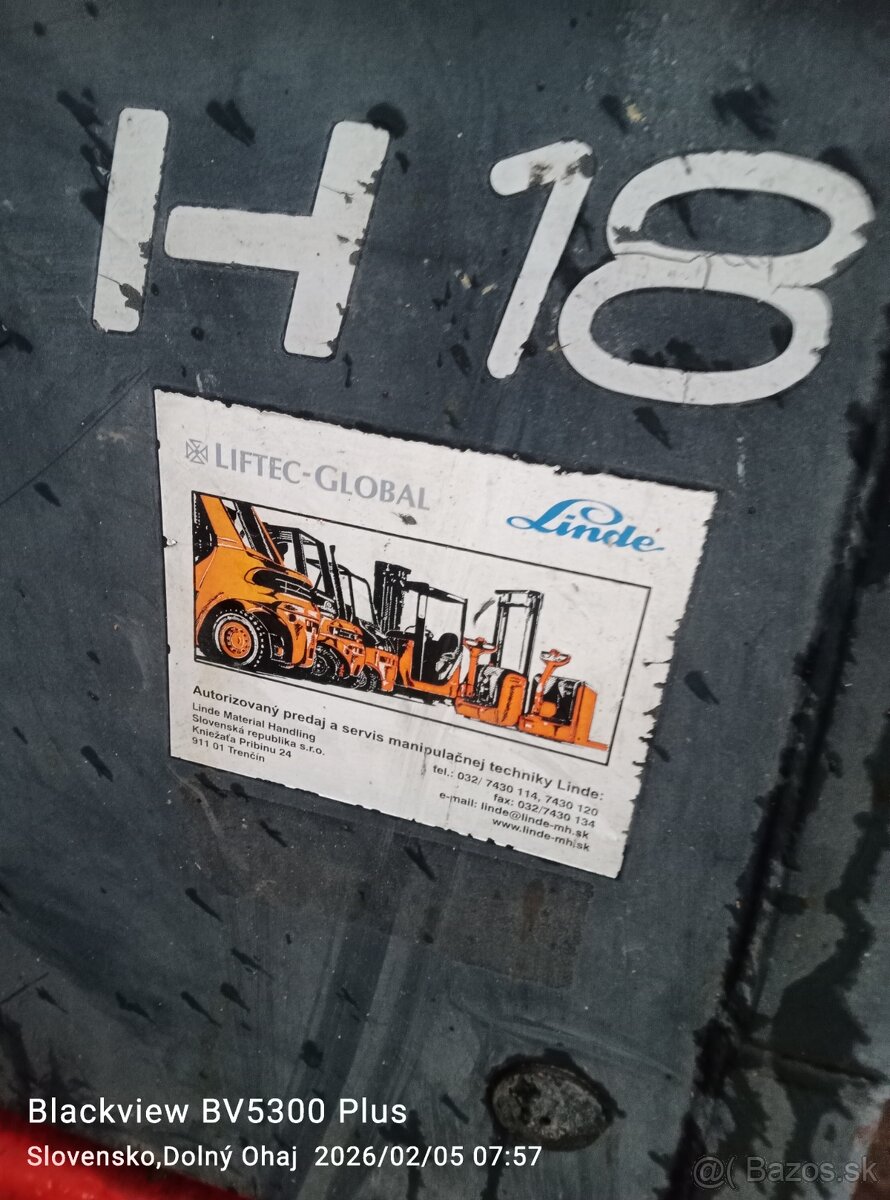 H 18
LIFTEC-GLOBAL
Linde
Autorizovaný predaj a servis manipulačnej techniky Linde:
Linde Material Handling
Slovenská republika s.r.o.
Kniežaťa Pribinu 24
911 01 Trenčín
tel.: 032/ 7430 114, 7430 120
fax: 032/7430 134
e-mail: linde@linde-mh.sk
www.linde-mh.sk
Blackview BV5300 Plus
Slovensko,Dolný Ohaj 2026/02/05 07:57
@( Bazos.sk